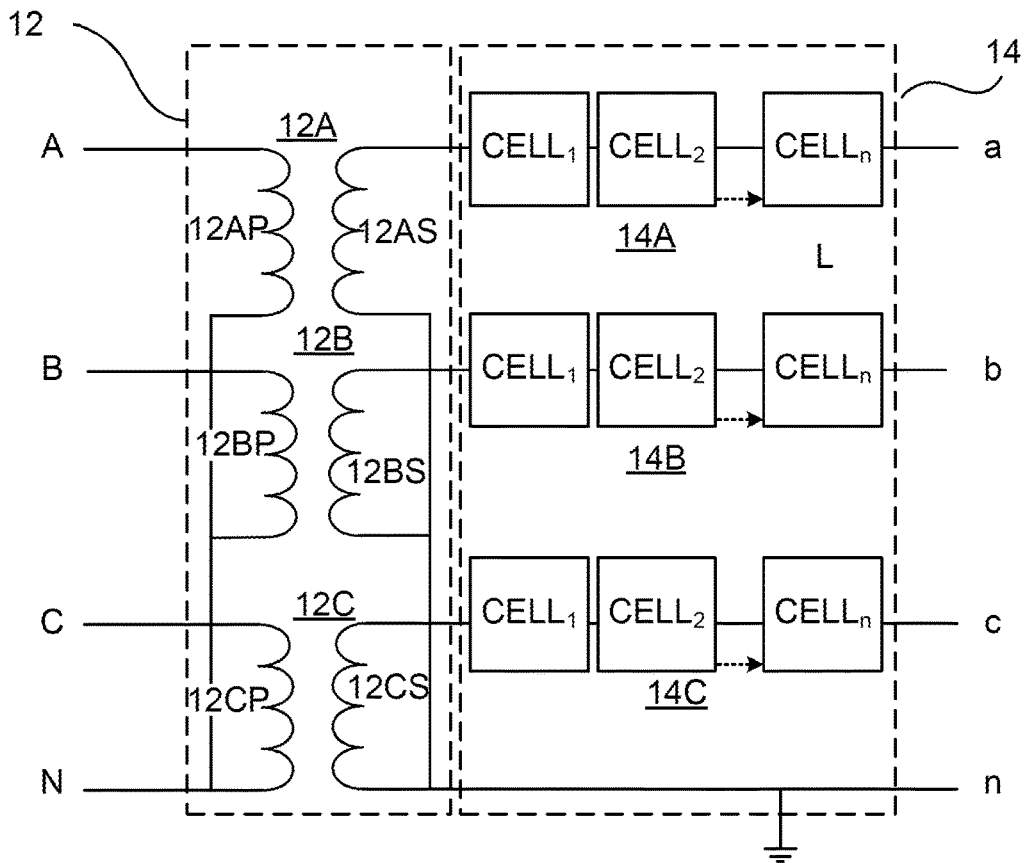 12
14
12A
A
CELL₁
CELL₂
CELLₙ
a
12AP
12AS
14A
L
12B
B
CELL₁
CELL₂
CELLₙ
b
12BP
12BS
14B
12C
C
CELL₁
CELL₂
CELLₙ
c
12CP
12CS
14C
N
n